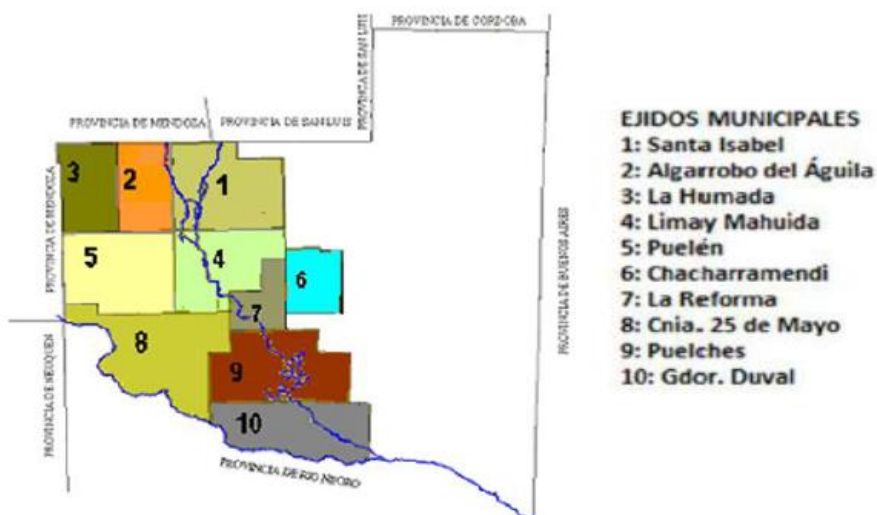 PROVINCIA DE CORDOBA
PROVINCIA DE SAN LUIS
PROVINCIA DE MENDOZA
PROVINCIA DE SAN LUIS
PROVINCIA DE MENDOZA
PROVINCIA DE BUENOS AIRES
PROVINCIA DE NEUQUEN
PROVINCIA DE RIO NEGRO
3
2
1
5
4
6
7
8
9
10
EJIDOS MUNICIPALES
1: Santa Isabel
2: Algarrobo del Águila
3: La Humada
4: Limay Mahuida
5: Puelén
6: Chacharramendi
7: La Reforma
8: Cnia. 25 de Mayo
9: Puelches
10: Gdor. Duval